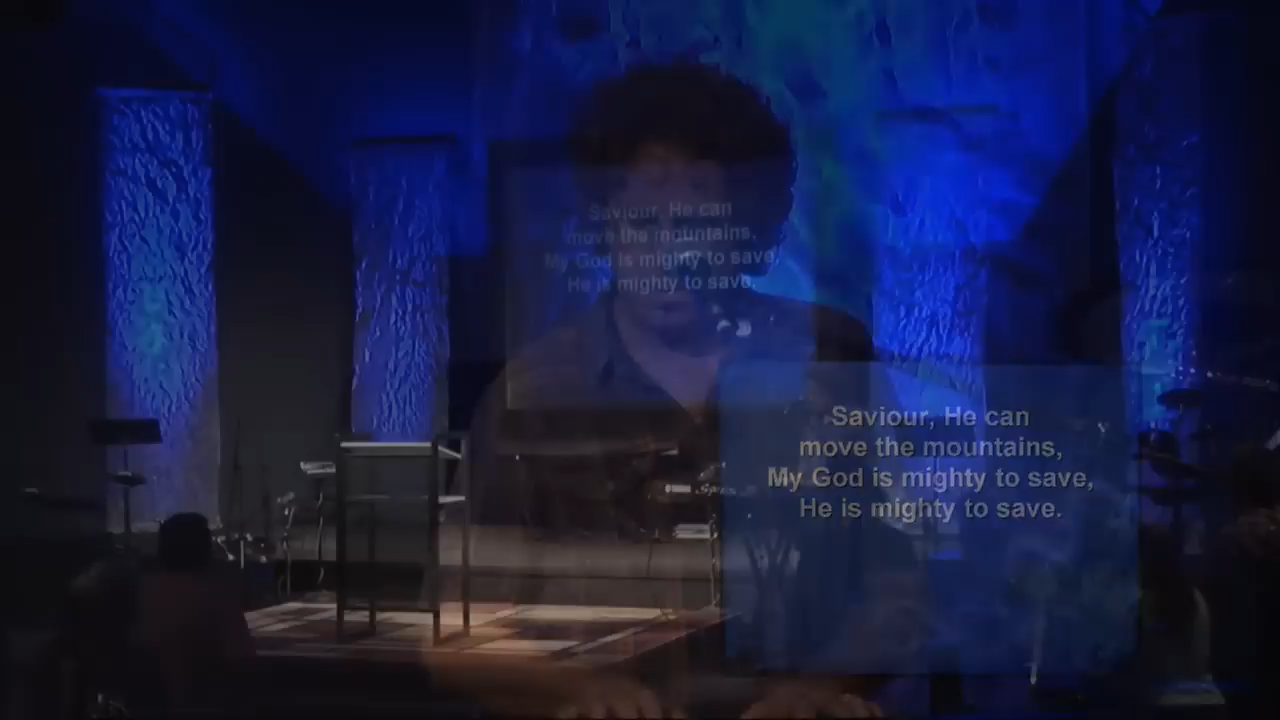 Saviour, He can
move the mountains,
My God is mighty to save,
He is mighty to save.
Saviour, He can
move the mountains,
My God is mighty to save,
He is mighty to save.